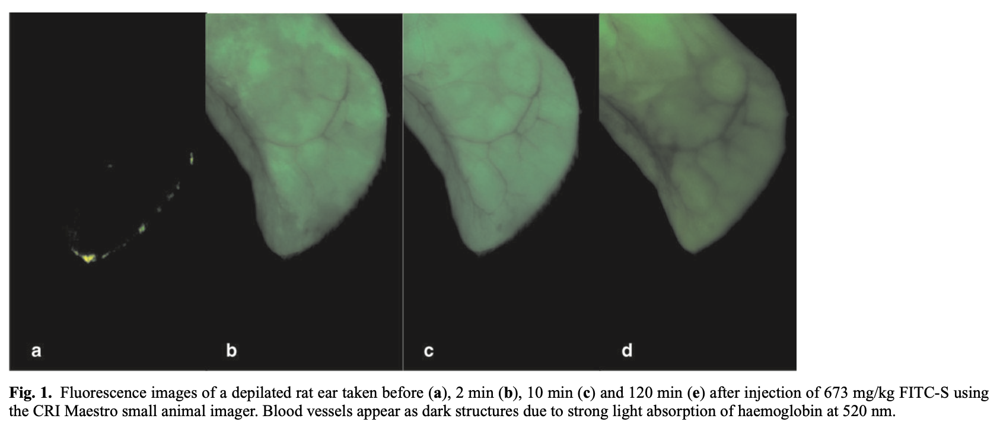 a b c d
Fig. 1. Fluorescence images of a depilated rat ear taken before (a), 2 min (b), 10 min (c) and 120 min (e) after injection of 673 mg/kg FITC-S using
the CRI Maestro small animal imager. Blood vessels appear as dark structures due to strong light absorption of haemoglobin at 520 nm.